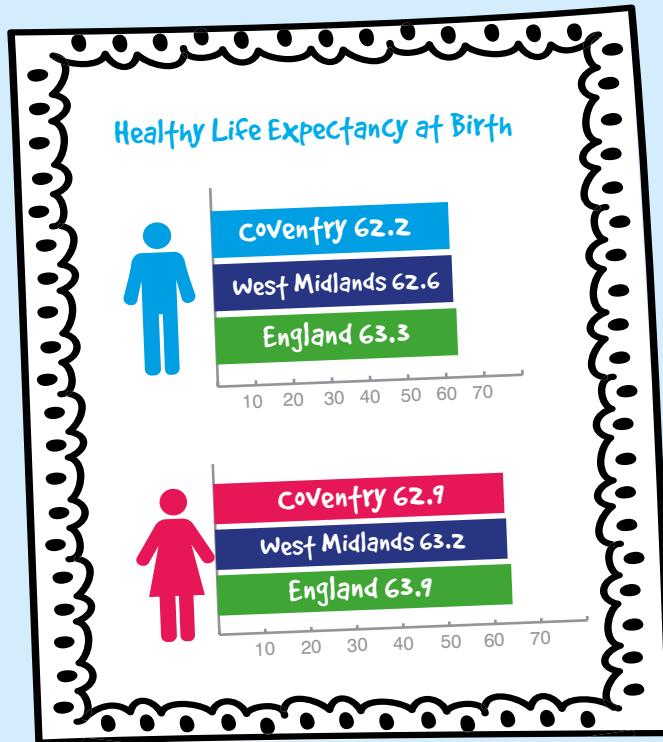 Healthy Life Expectancy at Birth
Coventry 62.2
West Midlands 62.6
England 63.3
10 20 30 40 50 60 70
Coventry 62.9
West Midlands 63.2
England 63.9
10 20 30 40 50 60 70